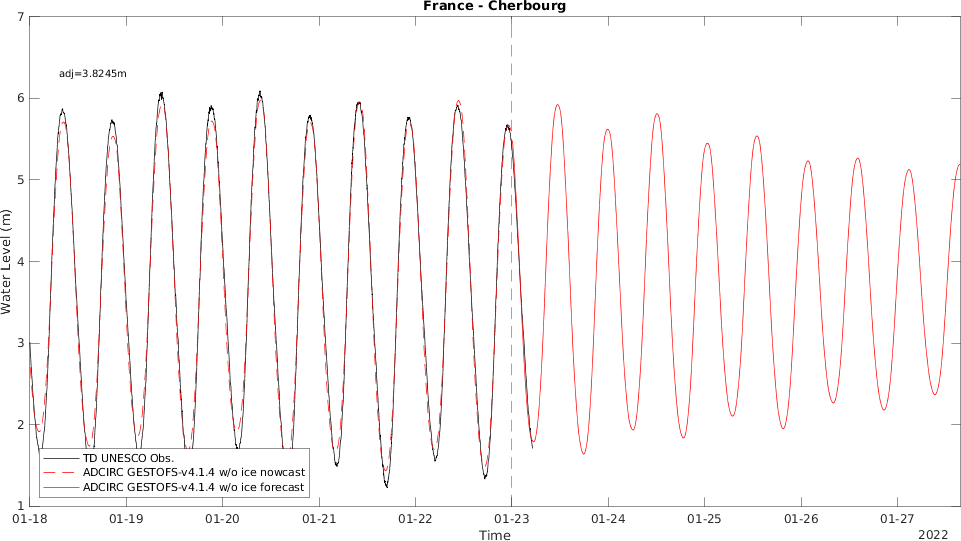 France - Cherbourg
7
adj=3.8245m
6
5
4
3
2
1
Water Level (m)
TD UNESCO Obs.
ADCIRC GESTOFS-v4.1.4 w/o ice nowcast
ADCIRC GESTOFS-v4.1.4 w/o ice forecast
01-18 01-19 01-20 01-21 01-22 01-23 01-24 01-25 01-26 01-27
Time
2022